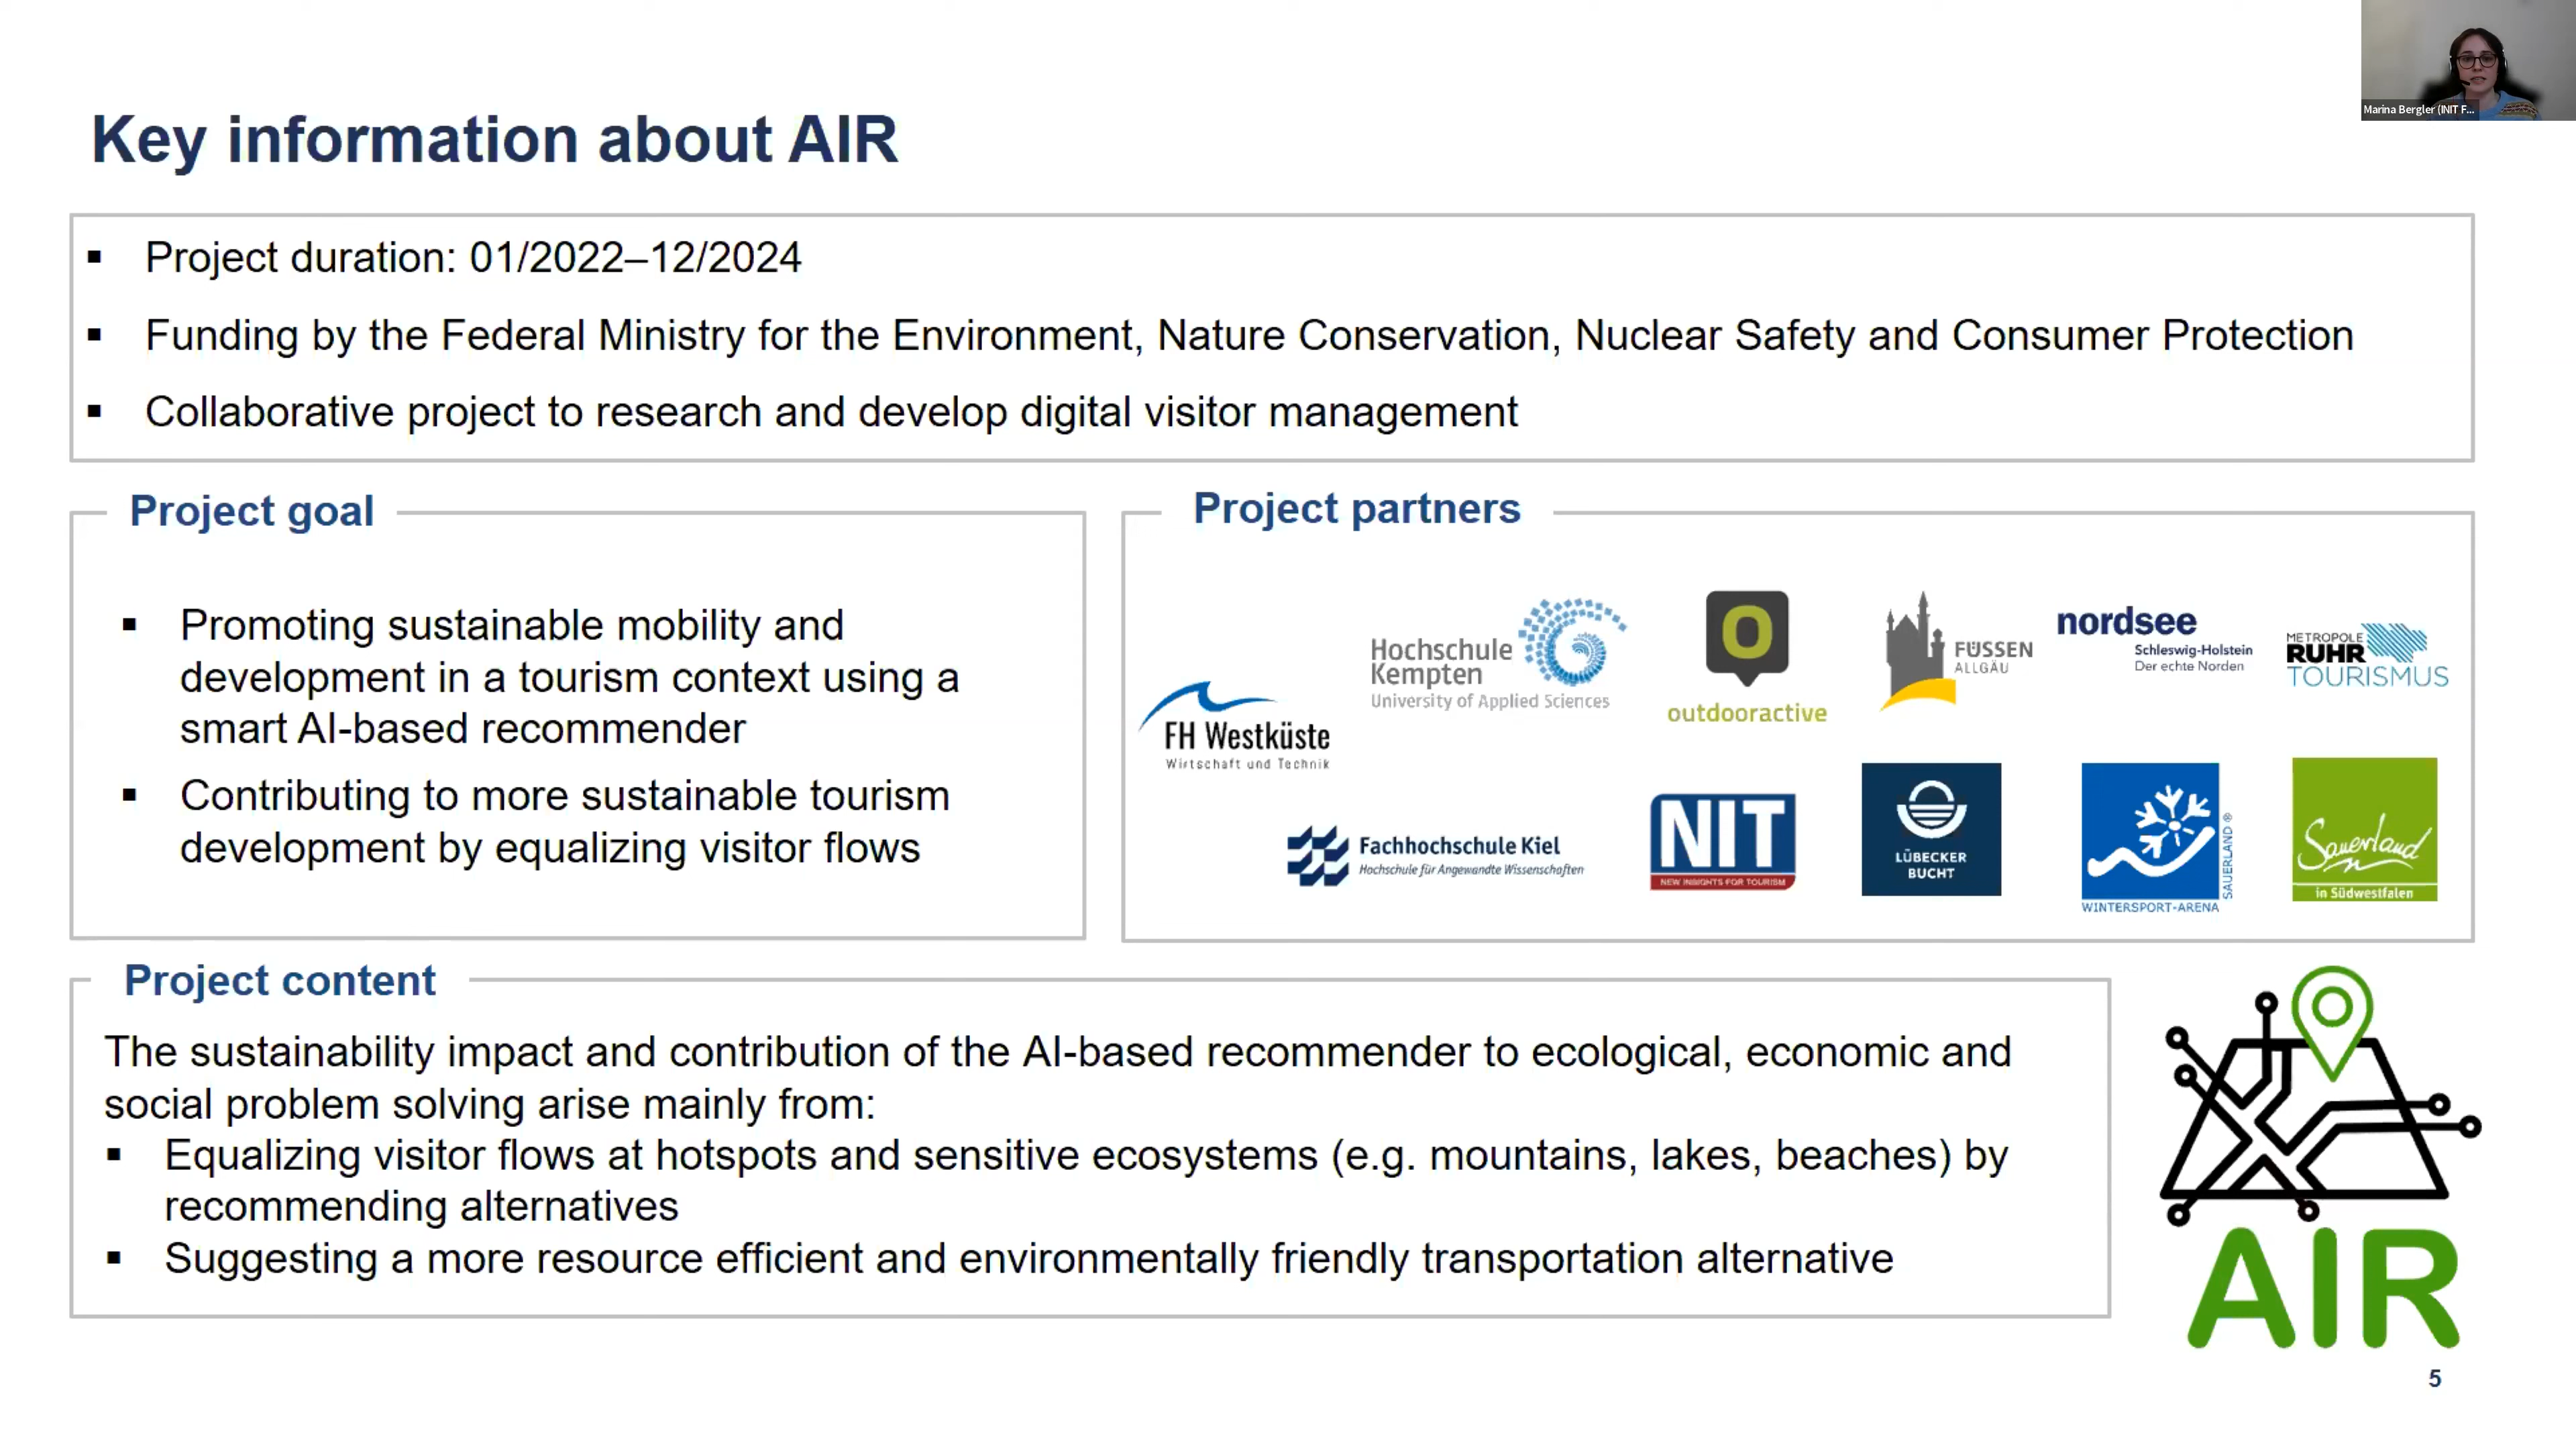 Marina Bergler (INIT F...
Key information about AIR
▪ Project duration: 01/2022–12/2024
▪ Funding by the Federal Ministry for the Environment, Nature Conservation, Nuclear Safety and Consumer Protection
▪ Collaborative project to research and develop digital visitor management
Project goal
▪ Promoting sustainable mobility and
development in a tourism context using a
smart AI-based recommender
▪ Contributing to more sustainable tourism
development by equalizing visitor flows
Project partners
FH Westküste
Wirtschaft und Technik
Hochschule
Kempten
University of Applied Sciences
outdooractive
FÜSSEN
ALLGÄU
nordsee
Schleswig-Holstein
Der echte Norden
METROPOLE
RUHR
TOURISMUS
Fachhochschule Kiel
Hochschule für Angewandte Wissenschaften
NIT
NEW INSIGHTS FOR TOURISM
LÜBECKER
BUCHT
SAUERLAND ®
WINTERSPORT-ARENA
Sauerland
in Südwestfalen
Project content
The sustainability impact and contribution of the AI-based recommender to ecological, economic and
social problem solving arise mainly from:
▪ Equalizing visitor flows at hotspots and sensitive ecosystems (e.g. mountains, lakes, beaches) by
recommending alternatives
▪ Suggesting a more resource efficient and environmentally friendly transportation alternative
AIR
5